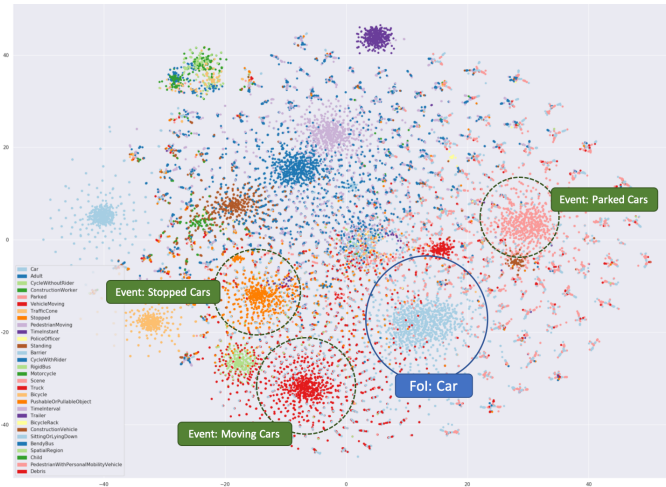 40
20
0
-20
-40
-40
-20
0
20
40
Event: Parked Cars
Event: Stopped Cars
Event: Moving Cars
FoI: Car
Car
Adult
CycleWithoutRider
ConstructionWorker
Parked
VehicleMoving
TrafficCone
Stopped
PedestrianMoving
TimeInstant
PoliceOfficer
Standing
Barrier
CycleWithRider
RigidBus
Motorcycle
Scene
Truck
Bicycle
PushableOrPullableObject
TimeInterval
Trailer
BicycleRack
ConstructionVehicle
SittingOrLyingDown
BendyBus
SpatialRegion
Child
PedestrianWithPersonalMobilityVehicle
Debris